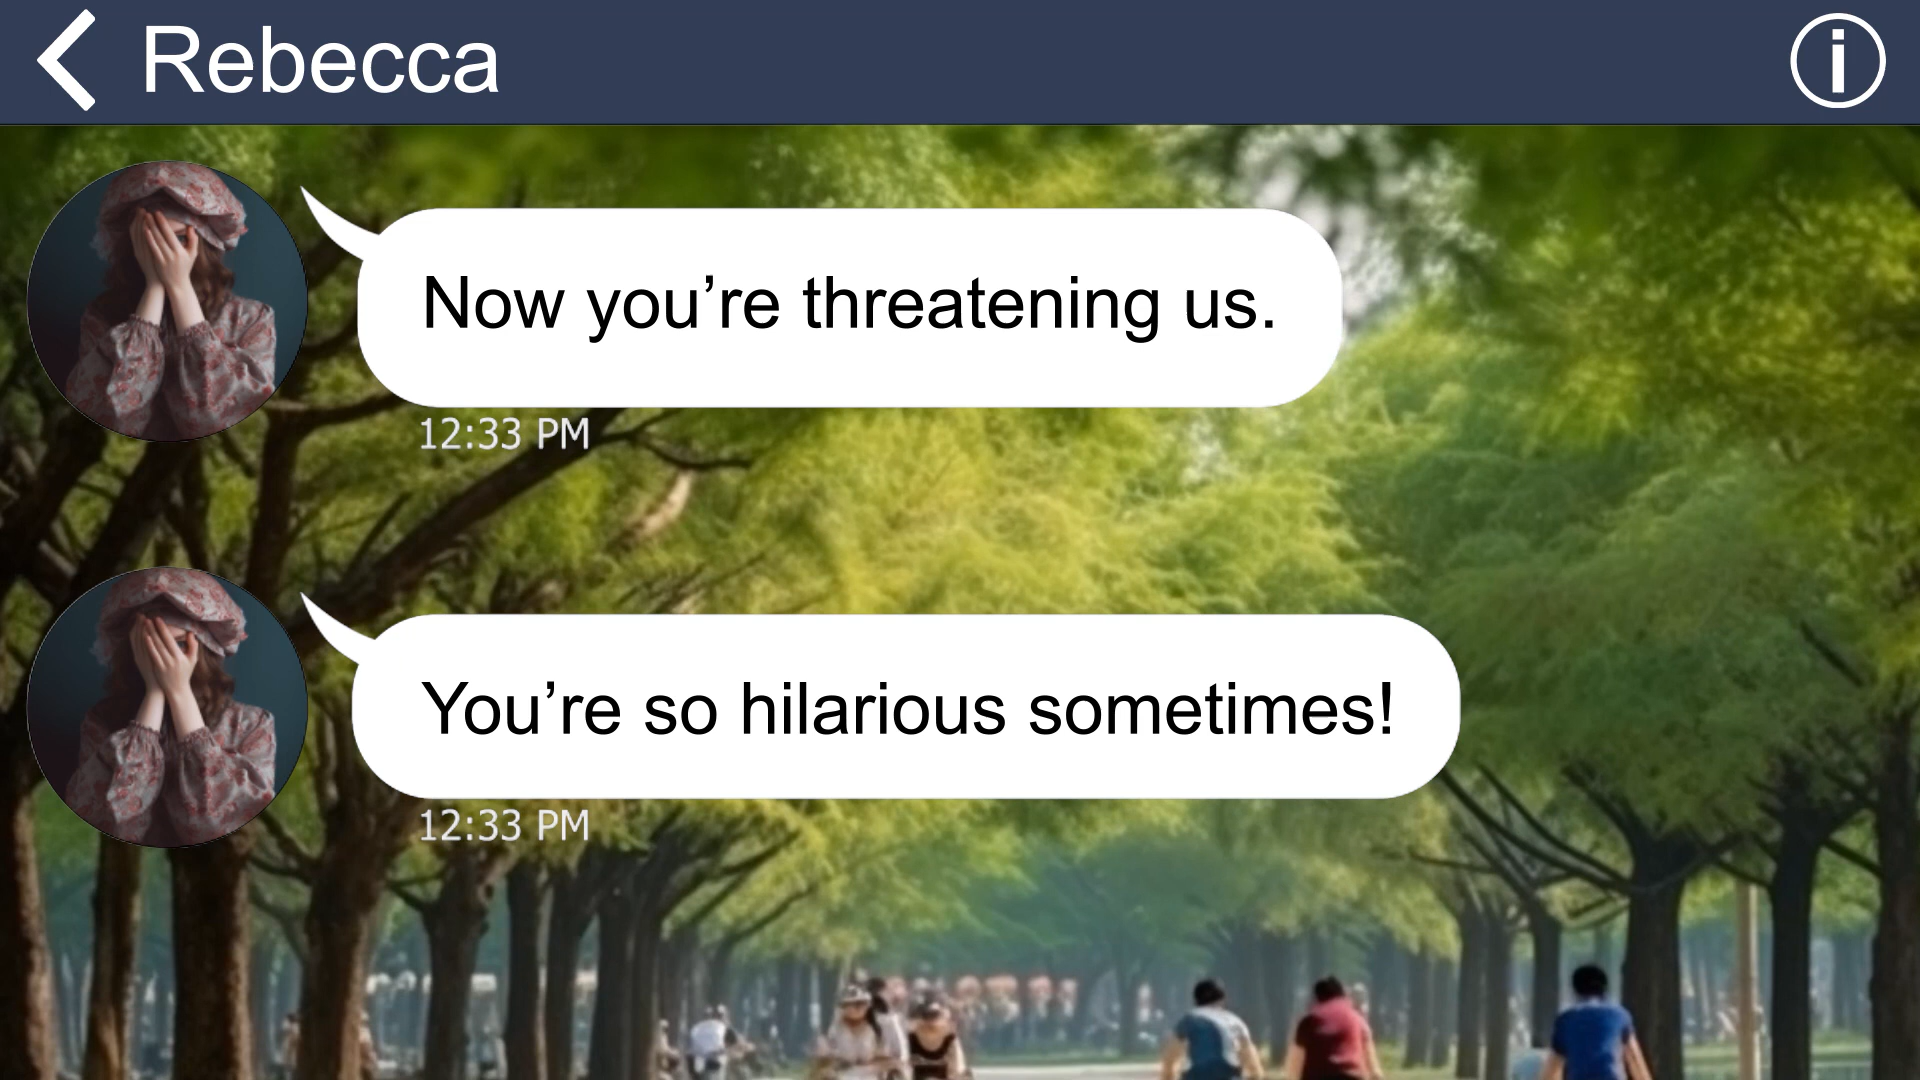 Rebecca
Now you’re threatening us.
12:33 PM
You’re so hilarious sometimes!
12:33 PM